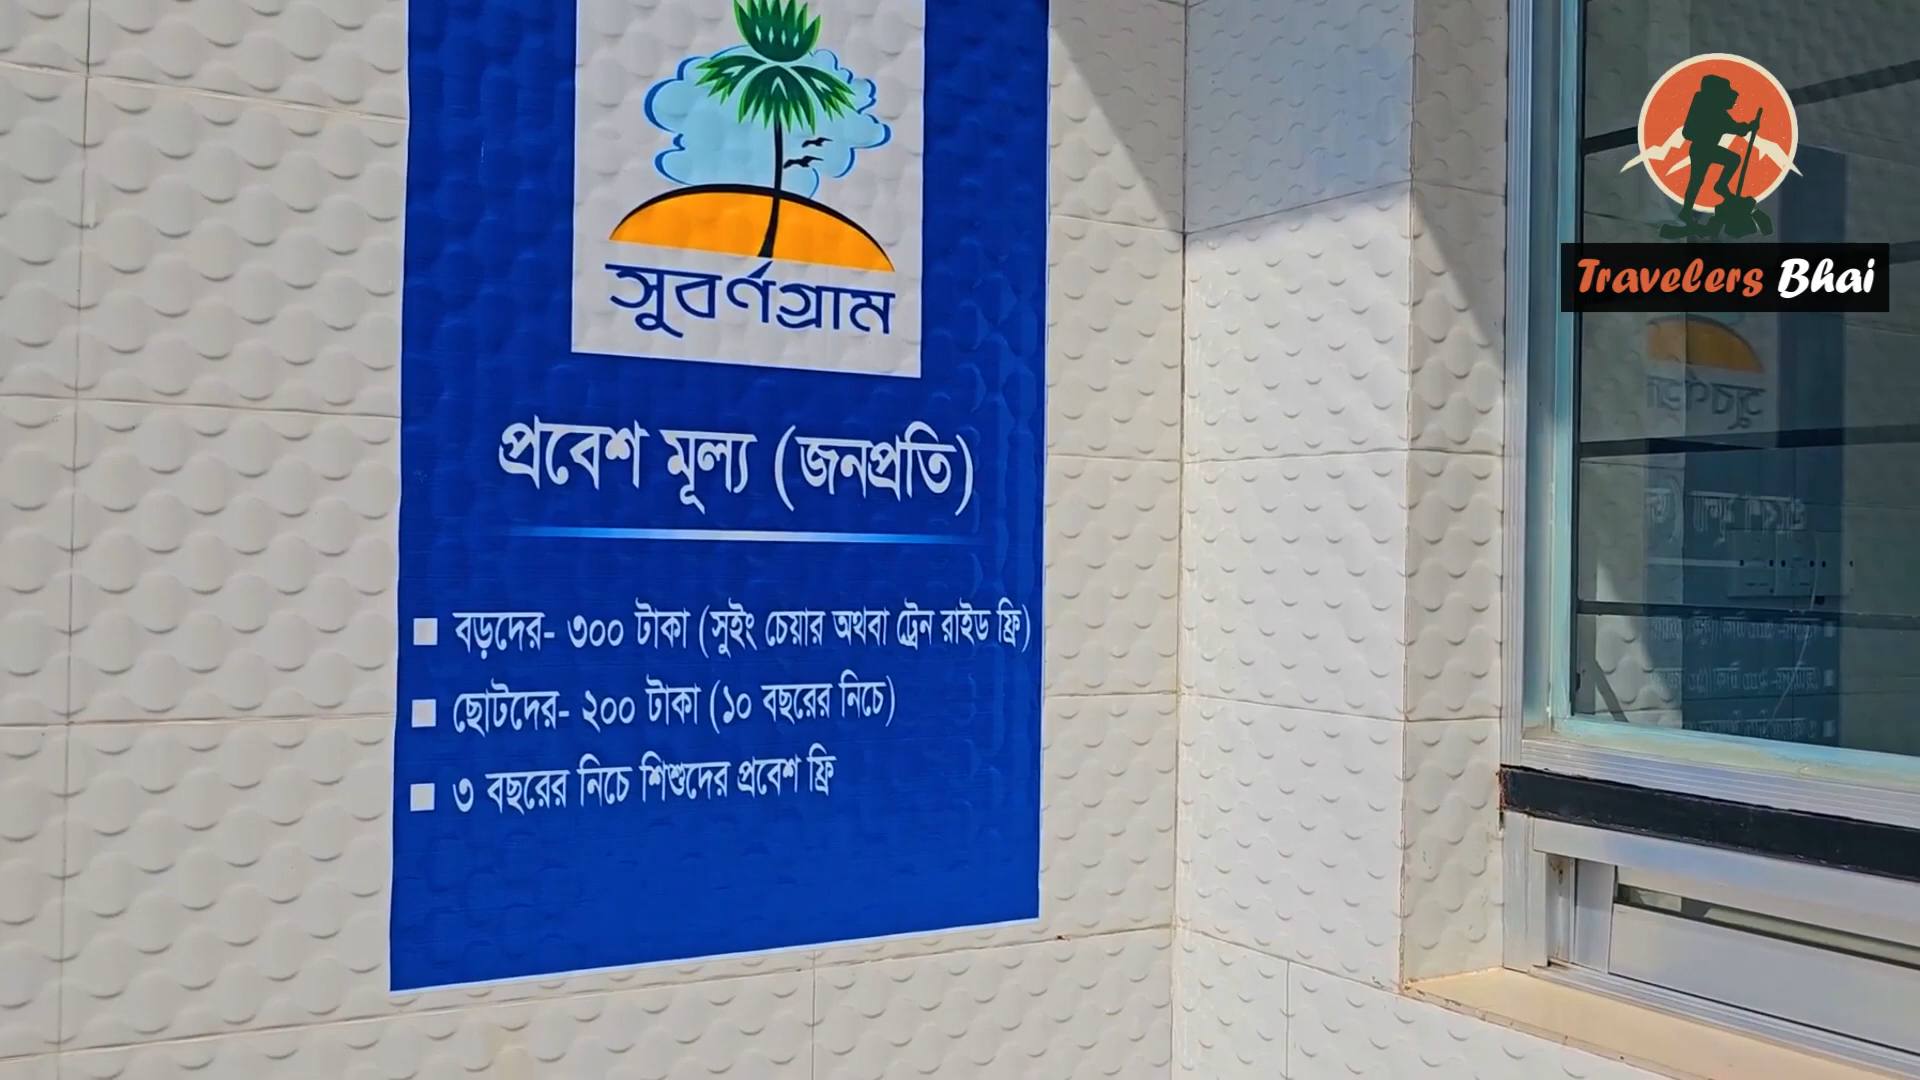 সুবর্ণগ্রাম
প্রবেশ মূল্য (জনপ্রতি)
বড়দের- ৩০০ টাকা (সুইং চেয়ার অথবা ট্রেন রাইড ফ্রি)
ছোটদের- ২০০ টাকা (১০ বছরের নিচে)
৩ বছরের নিচে শিশুদের প্রবেশ ফ্রি
Travelers Bhai